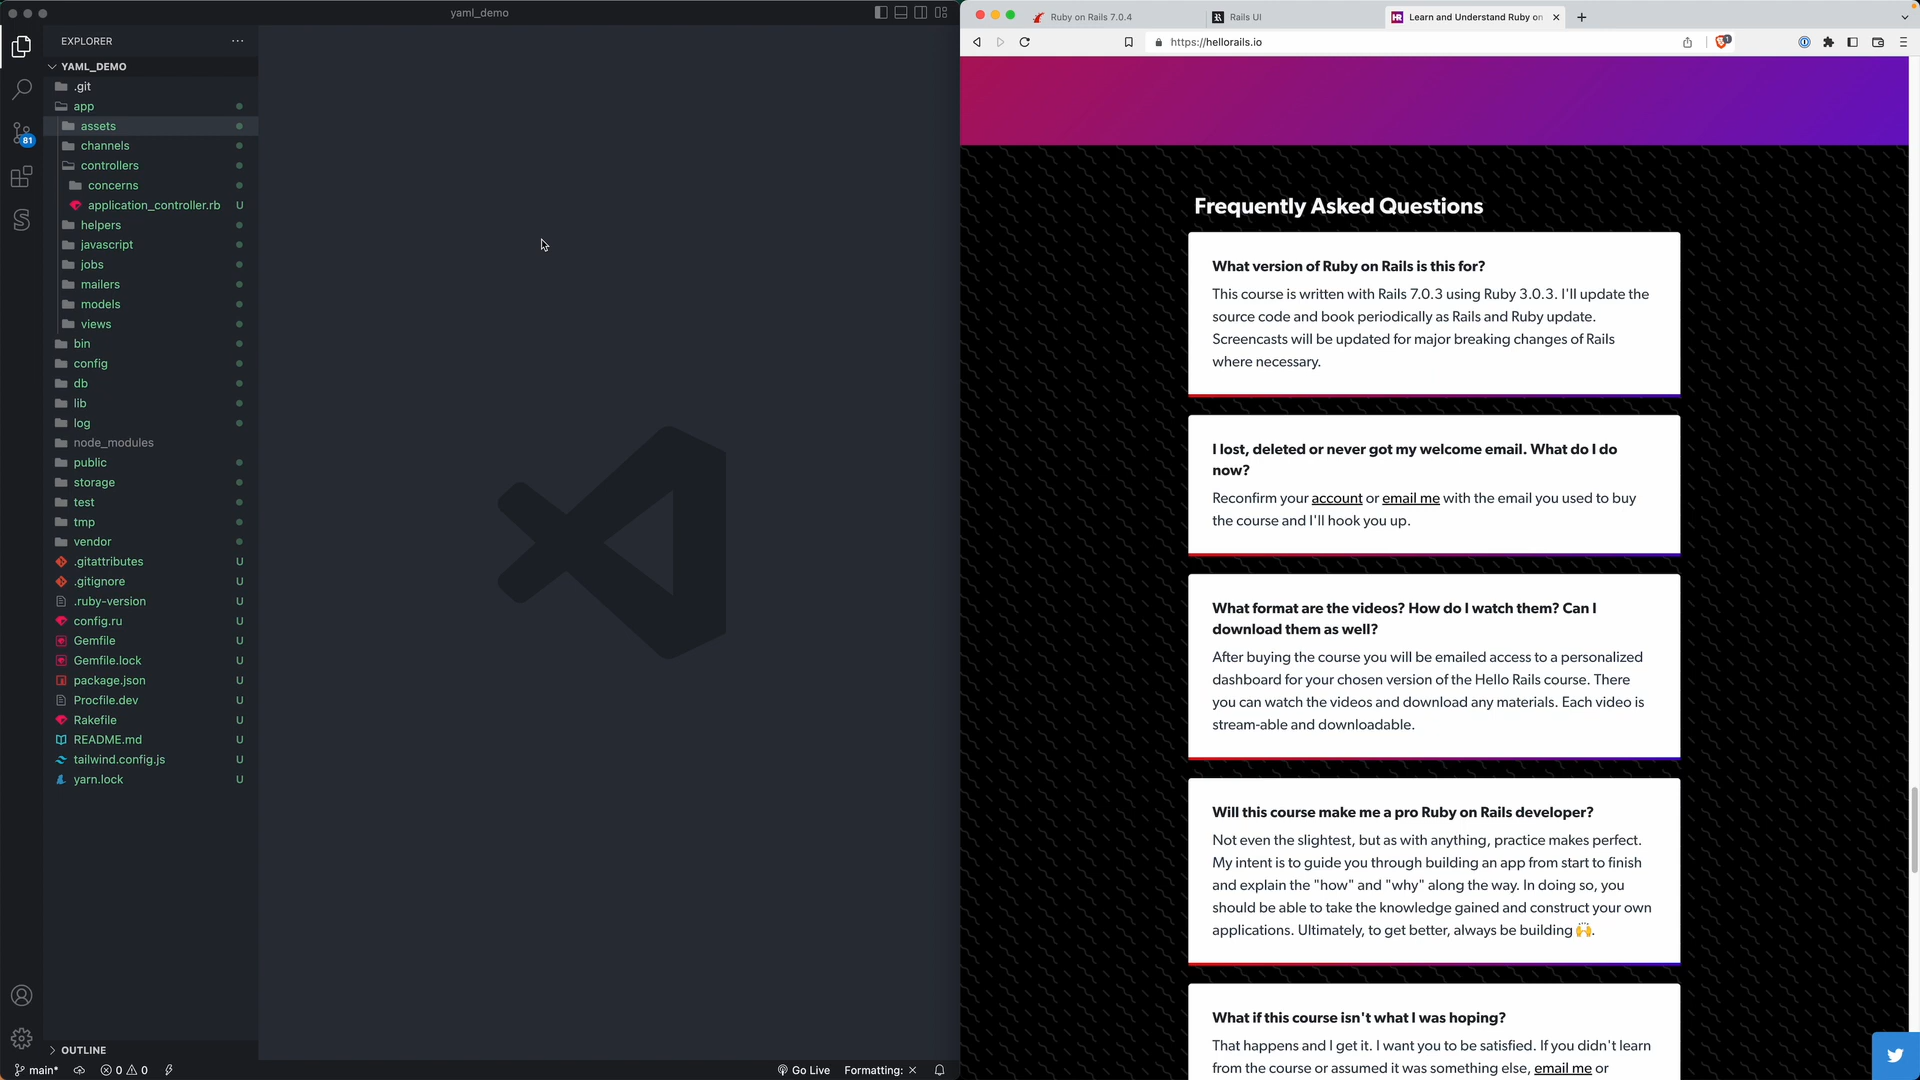 yaml_demo
EXPLORER
YAML_DEMO
.git
app
assets
channels
controllers
concerns
application_controller.rb U
helpers
javascript
jobs
mailers
models
views
bin
config
db
lib
log
node_modules
public
storage
test
tmp
vendor
.gitattributes U
.gitignore U
.ruby-version U
config.ru U
Gemfile U
Gemfile.lock U
package.json U
Procfile.dev U
Rakefile U
README.md U
tailwind.config.js U
yarn.lock U
81
OUTLINE
main* 0 0 Go Live Formatting: ×
Ruby on Rails 7.0.4 Rails UI HR Learn and Understand Ruby on
https://hellorails.io 1
Frequently Asked Questions
What version of Ruby on Rails is this for?
This course is written with Rails 7.0.3 using Ruby 3.0.3. I'll update the
source code and book periodically as Rails and Ruby update.
Screencasts will be updated for major breaking changes of Rails
where necessary.
I lost, deleted or never got my welcome email. What do I do
now?
Reconfirm your account or email me with the email you used to buy
the course and I'll hook you up.
What format are the videos? How do I watch them? Can I
download them as well?
After buying the course you will be emailed access to a personalized
dashboard for your chosen version of the Hello Rails course. There
you can watch the videos and download any materials. Each video is
stream-able and downloadable.
Will this course make me a pro Ruby on Rails developer?
Not even the slightest, but as with anything, practice makes perfect.
My intent is to guide you through building an app from start to finish
and explain the "how" and "why" along the way. In doing so, you
should be able to take the knowledge gained and construct your own
applications. Ultimately, to get better, always be building 🙌.
What if this course isn't what I was hoping?
That happens and I get it. I want you to be satisfied. If you didn't learn
from the course or assumed it was something else, email me or